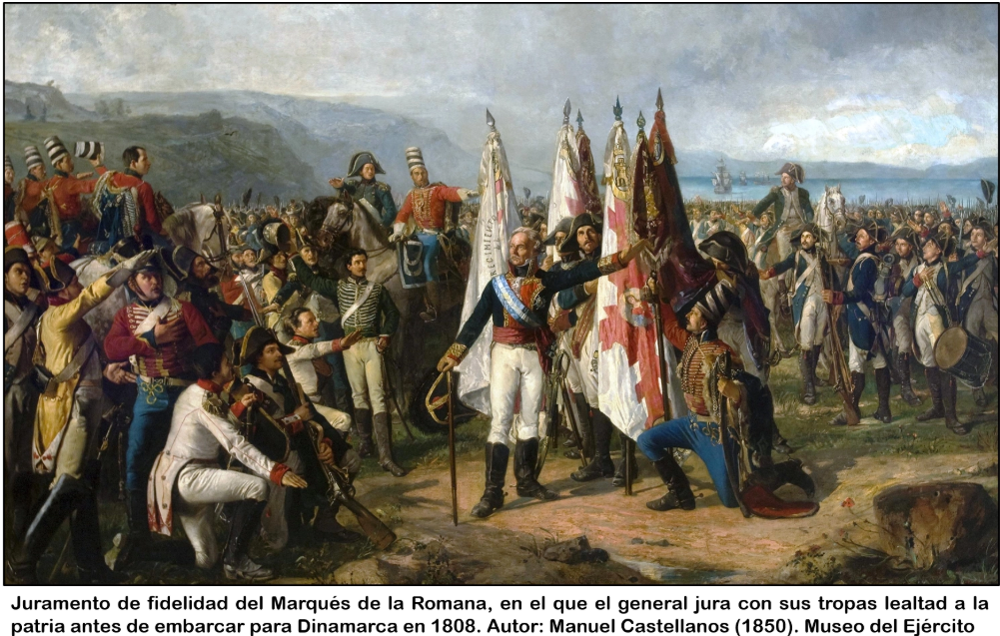 REGIMIEN
Juramento de fidelidad del Marqués de la Romana, en el que el general jura con sus tropas lealtad a la
patria antes de embarcar para Dinamarca en 1808. Autor: Manuel Castellanos (1850). Museo del Ejército